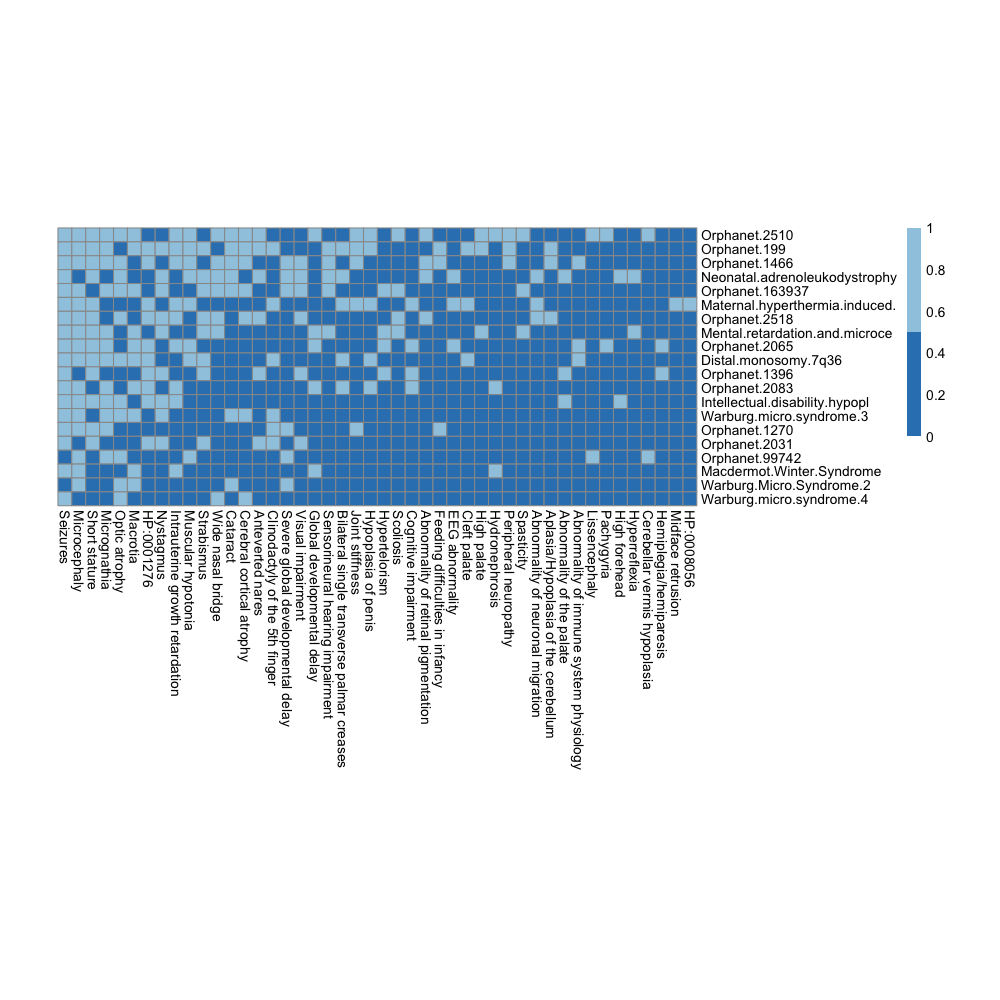 1
0.8
0.6
0.4
0.2
0
Orphanet.2510
Orphanet.199
Orphanet.1466
Neonatal.adrenoleukodystrophy
Orphanet.163937
Maternal.hyperthermia.induced.
Orphanet.2518
Mental.retardation.and.microce
Orphanet.2065
Distal.monosomy.7q36
Orphanet.1396
Orphanet.2083
Intellectual.disability.hypopl
Warburg.micro.syndrome.3
Orphanet.1270
Orphanet.2031
Orphanet.99742
Macdermot.Winter.Syndrome
Warburg.Micro.Syndrome.2
Warburg.micro.syndrome.4
Seizures
Microcephaly
Short stature
Micrognathia
Optic atrophy
Macrotia
HP:0001276
Nystagmus
Intrauterine growth retardation
Muscular hypotonia
Strabismus
Wide nasal bridge
Cataract
Cerebral cortical atrophy
Anteverted nares
Clinodactyly of the 5th finger
Severe global developmental delay
Visual impairment
Global developmental delay
Sensorineural hearing impairment
Bilateral single transverse palmar creases
Joint stiffness
Hypoplasia of penis
Hypertelorism
Scoliosis
Cognitive impairment
Abnormality of retinal pigmentation
Feeding difficulties in infancy
EEG abnormality
Cleft palate
High palate
Hydronephrosis
Peripheral neuropathy
Spasticity
Abnormality of neuronal migration
Aplasia/Hypoplasia of the cerebellum
Abnormality of the palate
Abnormality of immune system physiology
Lissencephaly
Pachygyria
High forehead
Hyperreflexia
Cerebellar vermis hypoplasia
Hemiplegia/hemiparesis
Midface retrusion
HP:0008056